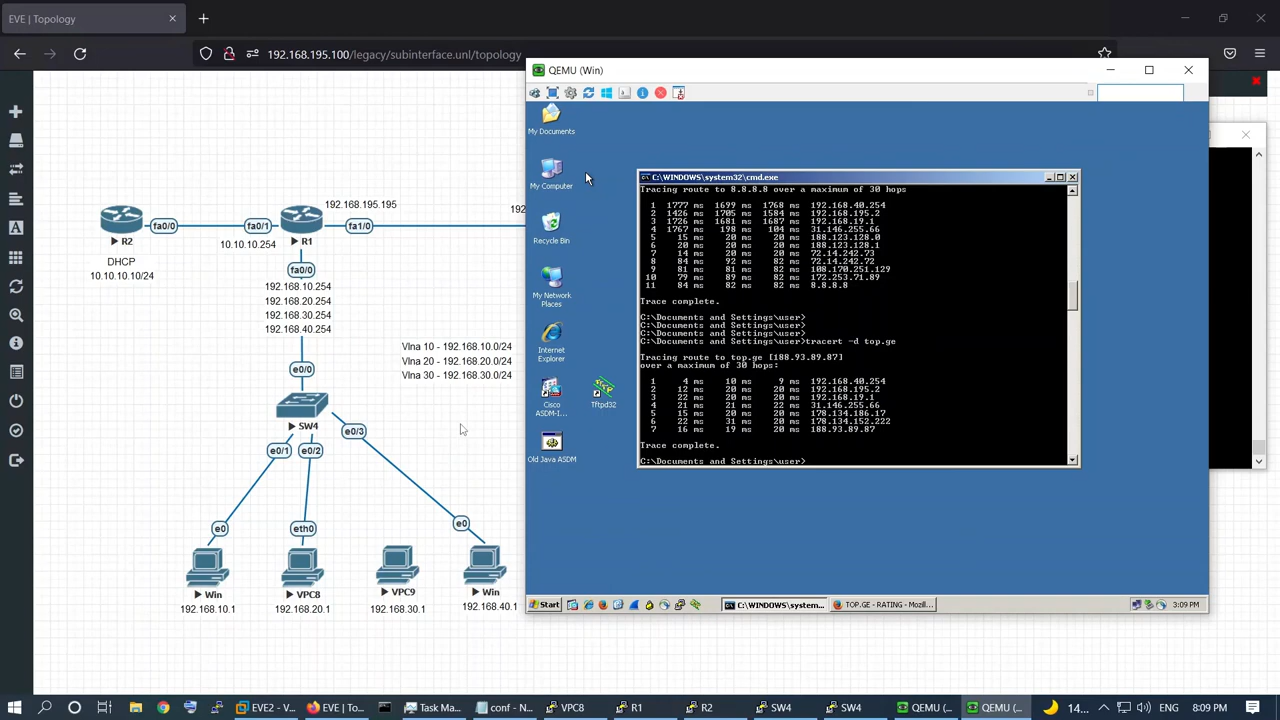 EVE | Topology
192.168.195.100/legacy/subinterface.unl/topology
QEMU (Win)
My Documents
My Computer
Recycle Bin
My Network
Places
Internet
Explorer
Cisco
ASDM-I...
Tftpd32
Old Java ASDM
C:\WINDOWS\system32\cmd.exe
Tracing route to 8.8.8.8 over a maximum of 30 hops
1 1777 ms 1699 ms 1768 ms 192.168.40.254
2 1426 ms 1705 ms 1584 ms 192.168.195.2
3 1726 ms 1681 ms 1687 ms 192.168.19.1
4 1767 ms 198 ms 104 ms 31.146.255.66
5 15 ms 20 ms 20 ms 188.123.128.0
6 20 ms 20 ms 20 ms 188.123.128.1
7 14 ms 20 ms 20 ms 72.14.242.73
8 84 ms 92 ms 82 ms 72.14.242.72
9 81 ms 81 ms 82 ms 108.170.251.129
10 79 ms 89 ms 82 ms 172.253.71.89
11 84 ms 82 ms 82 ms 8.8.8.8
Trace complete.
C:\Documents and Settings\user>
C:\Documents and Settings\user>
C:\Documents and Settings\user>
C:\Documents and Settings\user>tracert -d top.ge
Tracing route to top.ge [188.93.89.87]
over a maximum of 30 hops:
1 4 ms 10 ms 9 ms 192.168.40.254
2 12 ms 20 ms 20 ms 192.168.195.2
3 22 ms 20 ms 20 ms 192.168.19.1
4 21 ms 21 ms 22 ms 31.146.255.66
5 15 ms 20 ms 20 ms 178.134.186.17
6 22 ms 31 ms 20 ms 178.134.152.222
7 16 ms 19 ms 20 ms 188.93.89.87
Trace complete.
C:\Documents and Settings\user>
Start
C:\WINDOWS\system...
TOP.GE - RATING - Mozil...
3:09 PM
192.168.195.195
192
fa0/0
fa0/1
fa1/0
R2
R1
10.10.10.254
DHCP
10.10.10.10/24
fa0/0
192.168.10.254
192.168.20.254
192.168.30.254
192.168.40.254
Vlna 10 - 192.168.10.0/24
Vlna 20 - 192.168.20.0/24
Vlna 30 - 192.168.30.0/24
e0/0
SW4
e0/3
e0/1
e0/2
e0
eth0
e0
Win
VPC8
VPC9
Win
192.168.10.1
192.168.20.1
192.168.30.1
192.168.40.1
EVE2 - V...
EVE | To...
Task Ma...
conf - N...
VPC8
R1
R2
SW4
SW4
QEMU (...
QEMU (...
14...
8:09 PM